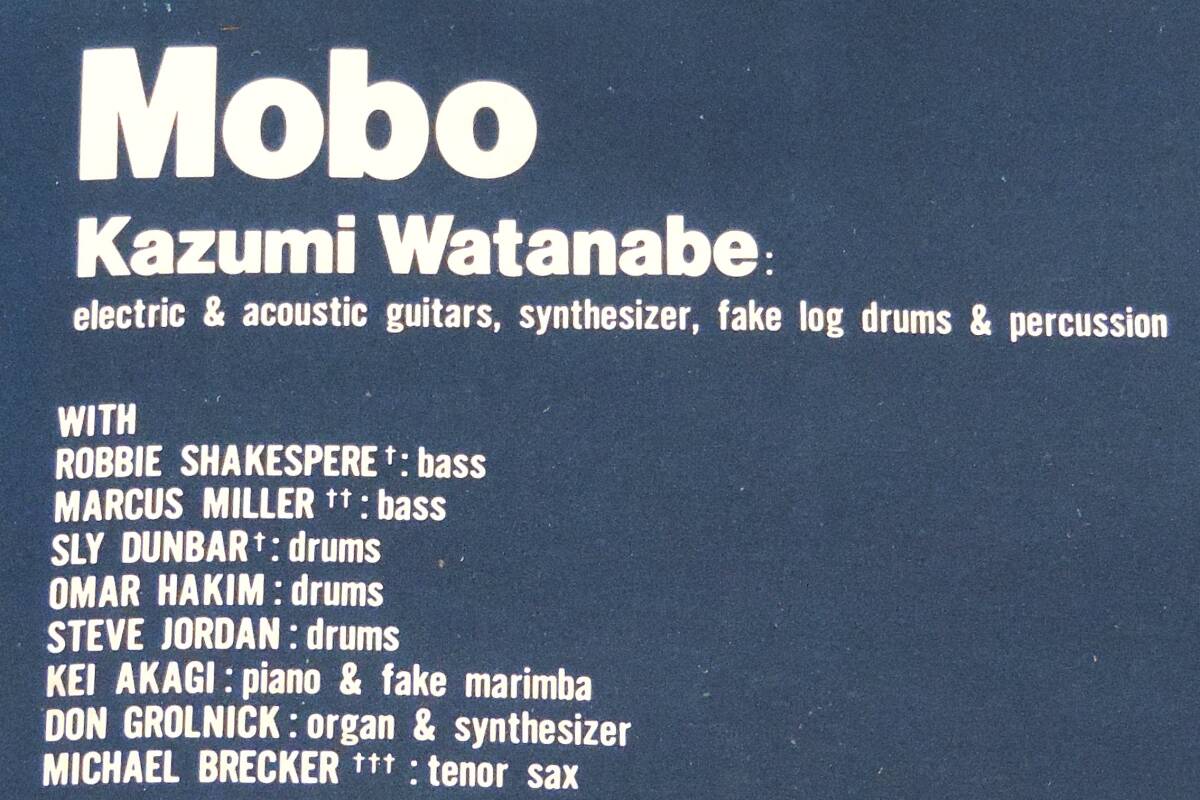 Mobo
Kazumi Watanabe:
electric & acoustic guitars, synthesizer, fake log drums & percussion
WITH
ROBBIE SHAKESPERE†: bass
MARCUS MILLER ††: bass
SLY DUNBAR†: drums
OMAR HAKIM: drums
STEVE JORDAN: drums
KEI AKAGI: piano & fake marimba
DON GROLNICK: organ & synthesizer
MICHAEL BRECKER †††: tenor sax